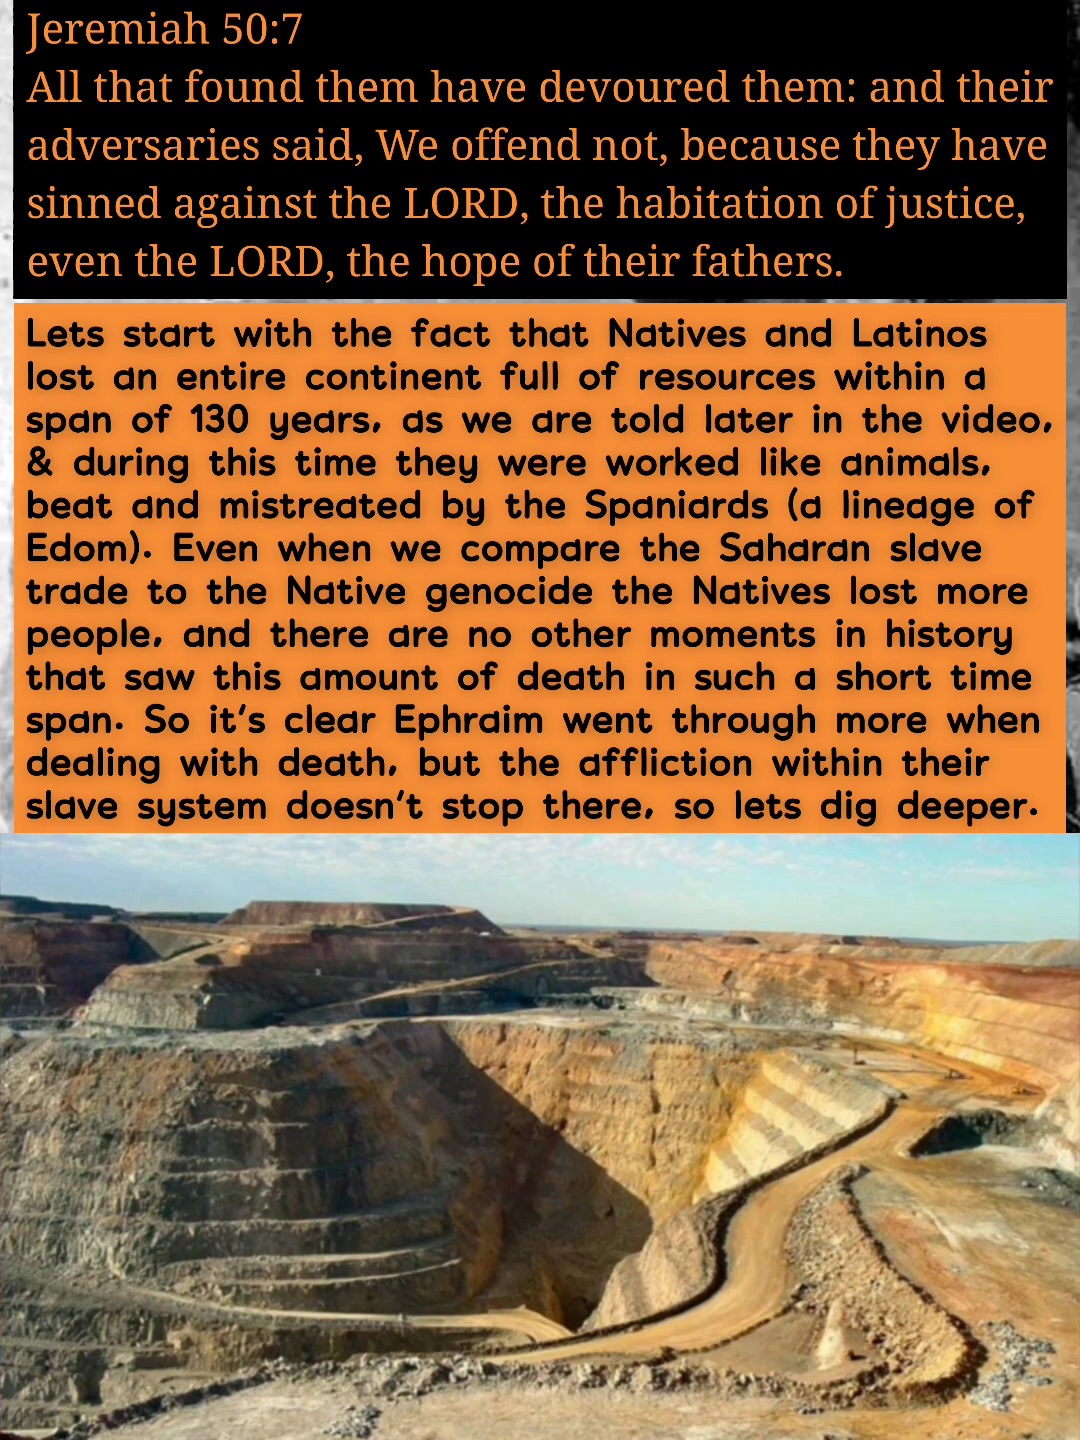 Jeremiah 50:7
All that found them have devoured them: and their
adversaries said, We offend not, because they have
sinned against the LORD, the habitation of justice,
even the LORD, the hope of their fathers.
Lets start with the fact that Natives and Latinos
lost an entire continent full of resources within a
span of 130 years, as we are told later in the video,
& during this time they were worked like animals,
beat and mistreated by the Spaniards (a lineage of
Edom). Even when we compare the Saharan slave
trade to the Native genocide the Natives lost more
people, and there are no other moments in history
that saw this amount of death in such a short time
span. So it's clear Ephraim went through more when
dealing with death, but the affliction within their
slave system doesn't stop there, so lets dig deeper.